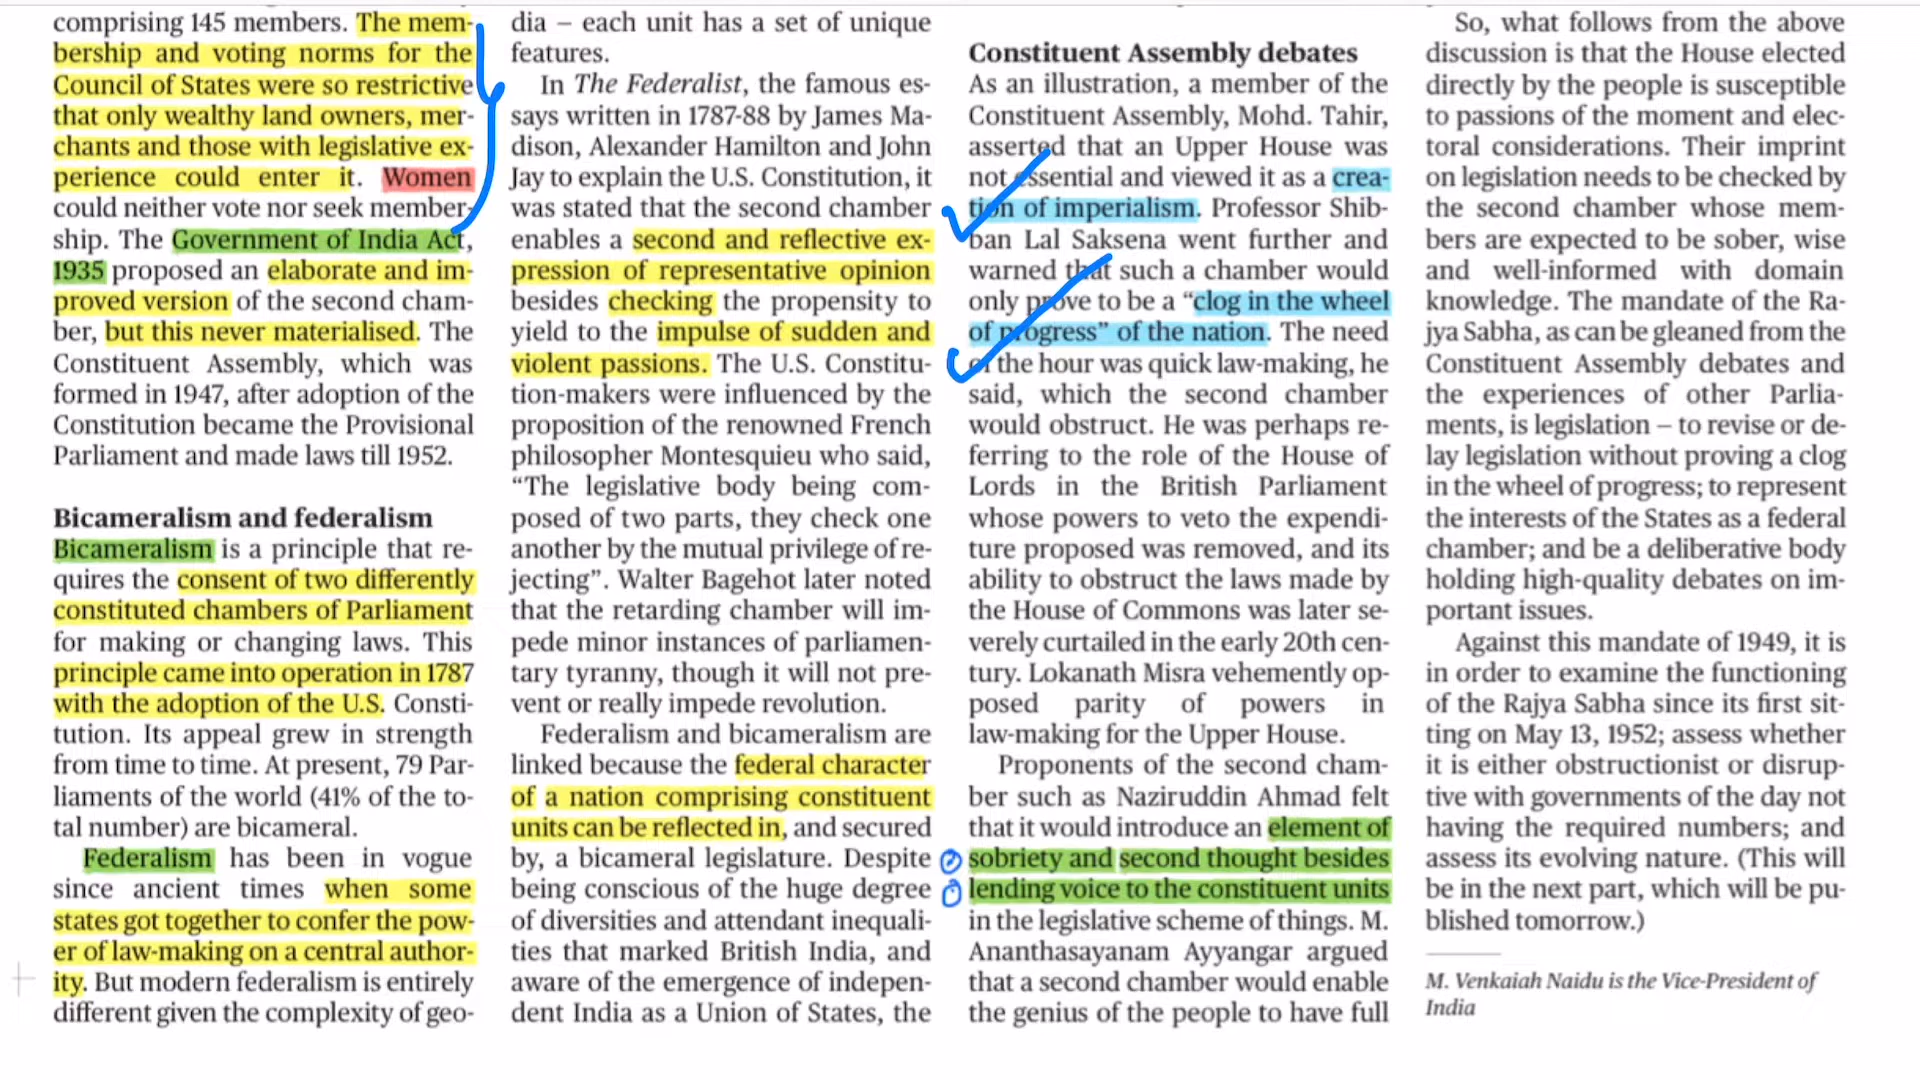 comprising 145 members. The mem-
bership and voting norms for the
Council of States were so restrictive
that only wealthy land owners, mer-
chants and those with legislative ex-
perience could enter it. Women
could neither vote nor seek member-
ship. The Government of India Act,
1935 proposed an elaborate and im-
proved version of the second cham-
ber, but this never materialised. The
Constituent Assembly, which was
formed in 1947, after adoption of the
Constitution became the Provisional
Parliament and made laws till 1952.
Bicameralism and federalism
Bicameralism is a principle that re-
quires the consent of two differently
constituted chambers of Parliament
for making or changing laws. This
principle came into operation in 1787
with the adoption of the U.S. Consti-
tution. Its appeal grew in strength
from time to time. At present, 79 Par-
liaments of the world (41% of the to-
tal number) are bicameral.
Federalism has been in vogue
since ancient times when some
states got together to confer the pow-
er of law-making on a central author-
ity. But modern federalism is entirely
different given the complexity of geo-
dia – each unit has a set of unique
features.
In The Federalist, the famous es-
says written in 1787-88 by James Ma-
dison, Alexander Hamilton and John
Jay to explain the U.S. Constitution, it
was stated that the second chamber
enables a second and reflective ex-
pression of representative opinion
besides checking the propensity to
yield to the impulse of sudden and
violent passions. The U.S. Constitu-
tion-makers were influenced by the
proposition of the renowned French
philosopher Montesquieu who said,
“The legislative body being com-
posed of two parts, they check one
another by the mutual privilege of re-
jecting”. Walter Bagehot later noted
that the retarding chamber will im-
pede minor instances of parliamen-
tary tyranny, though it will not pre-
vent or really impede revolution.
Federalism and bicameralism are
linked because the federal character
of a nation comprising constituent
units can be reflected in, and secured
by, a bicameral legislature. Despite
being conscious of the huge degree
of diversities and attendant inequali-
ties that marked British India, and
aware of the emergence of indepen-
dent India as a Union of States, the
Constituent Assembly debates
As an illustration, a member of the
Constituent Assembly, Mohd. Tahir,
asserted that an Upper House was
not essential and viewed it as a crea-
tion of imperialism. Professor Shib-
ban Lal Saksena went further and
warned that such a chamber would
only prove to be a “clog in the wheel
of progress” of the nation. The need
of the hour was quick law-making, he
said, which the second chamber
would obstruct. He was perhaps re-
ferring to the role of the House of
Lords in the British Parliament
whose powers to veto the expendi-
ture proposed was removed, and its
ability to obstruct the laws made by
the House of Commons was later se-
verely curtailed in the early 20th cen-
tury. Lokanath Misra vehemently op-
posed parity of powers in
law-making for the Upper House.
Proponents of the second cham-
ber such as Naziruddin Ahmad felt
that it would introduce an element of
sobriety and second thought besides
lending voice to the constituent units
in the legislative scheme of things. M.
Ananthasayanam Ayyangar argued
that a second chamber would enable
the genius of the people to have full
So, what follows from the above
discussion is that the House elected
directly by the people is susceptible
to passions of the moment and elec-
toral considerations. Their imprint
on legislation needs to be checked by
the second chamber whose mem-
bers are expected to be sober, wise
and well-informed with domain
knowledge. The mandate of the Ra-
jya Sabha, as can be gleaned from the
Constituent Assembly debates and
the experiences of other Parlia-
ments, is legislation – to revise or de-
lay legislation without proving a clog
in the wheel of progress; to represent
the interests of the States as a federal
chamber; and be a deliberative body
holding high-quality debates on im-
portant issues.
Against this mandate of 1949, it is
in order to examine the functioning
of the Rajya Sabha since its first sit-
ting on May 13, 1952; assess whether
it is either obstructionist or disrup-
tive with governments of the day not
having the required numbers; and
assess its evolving nature. (This will
be in the next part, which will be pu-
blished tomorrow.)
M. Venkaiah Naidu is the Vice-President of
India